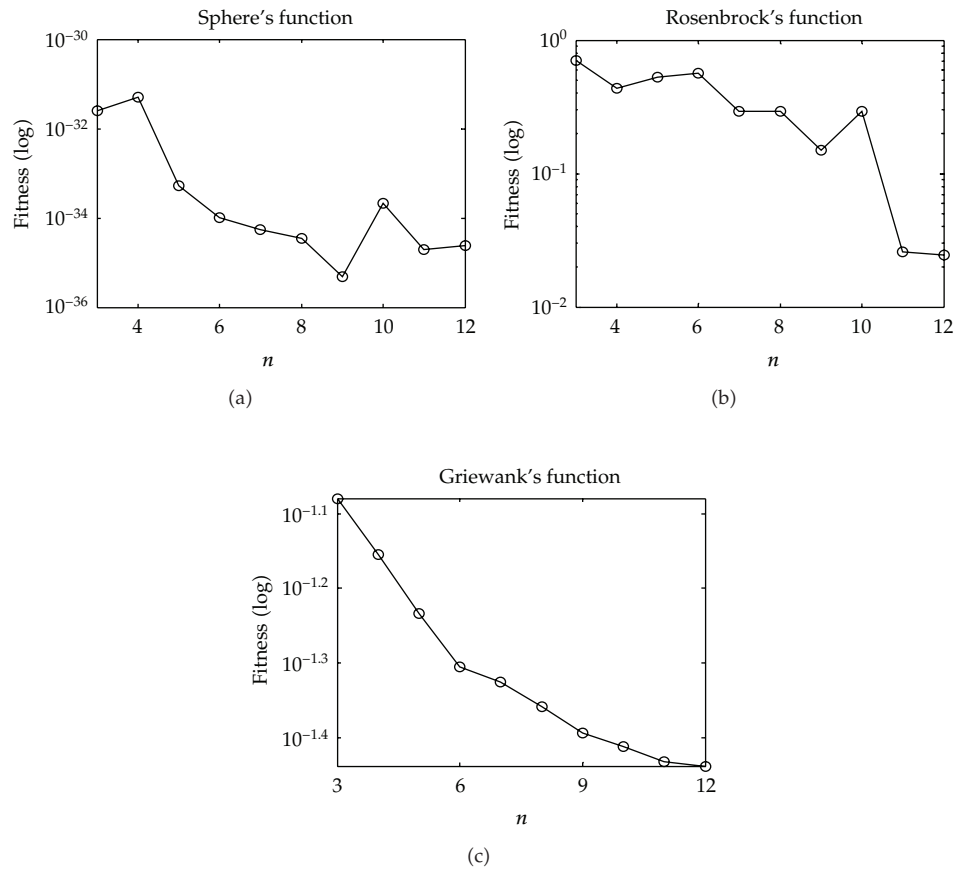 Sphere's function
Fitness (log)
10^−30
10^−32
10^−34
10^−36
4 6 8 10 12
n
(a)
Rosenbrock's function
Fitness (log)
10^0
10^−1
10^−2
4 6 8 10 12
n
(b)
Griewank's function
Fitness (log)
10^−1.1
10^−1.2
10^−1.3
10^−1.4
3 6 9 12
n
(c)